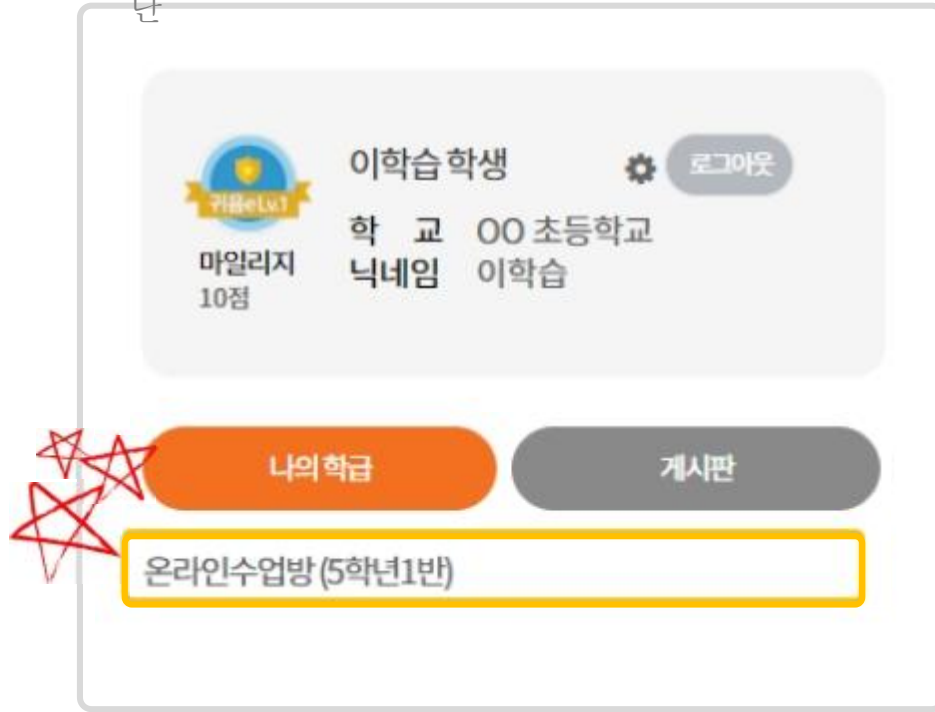 난
이학습 학생
로그아웃
귀욤eLv.1
학 교 OO 초등학교
마일리지
닉네임 이학습
10점
나의 학급
게시판
온라인수업방 (5학년1반)